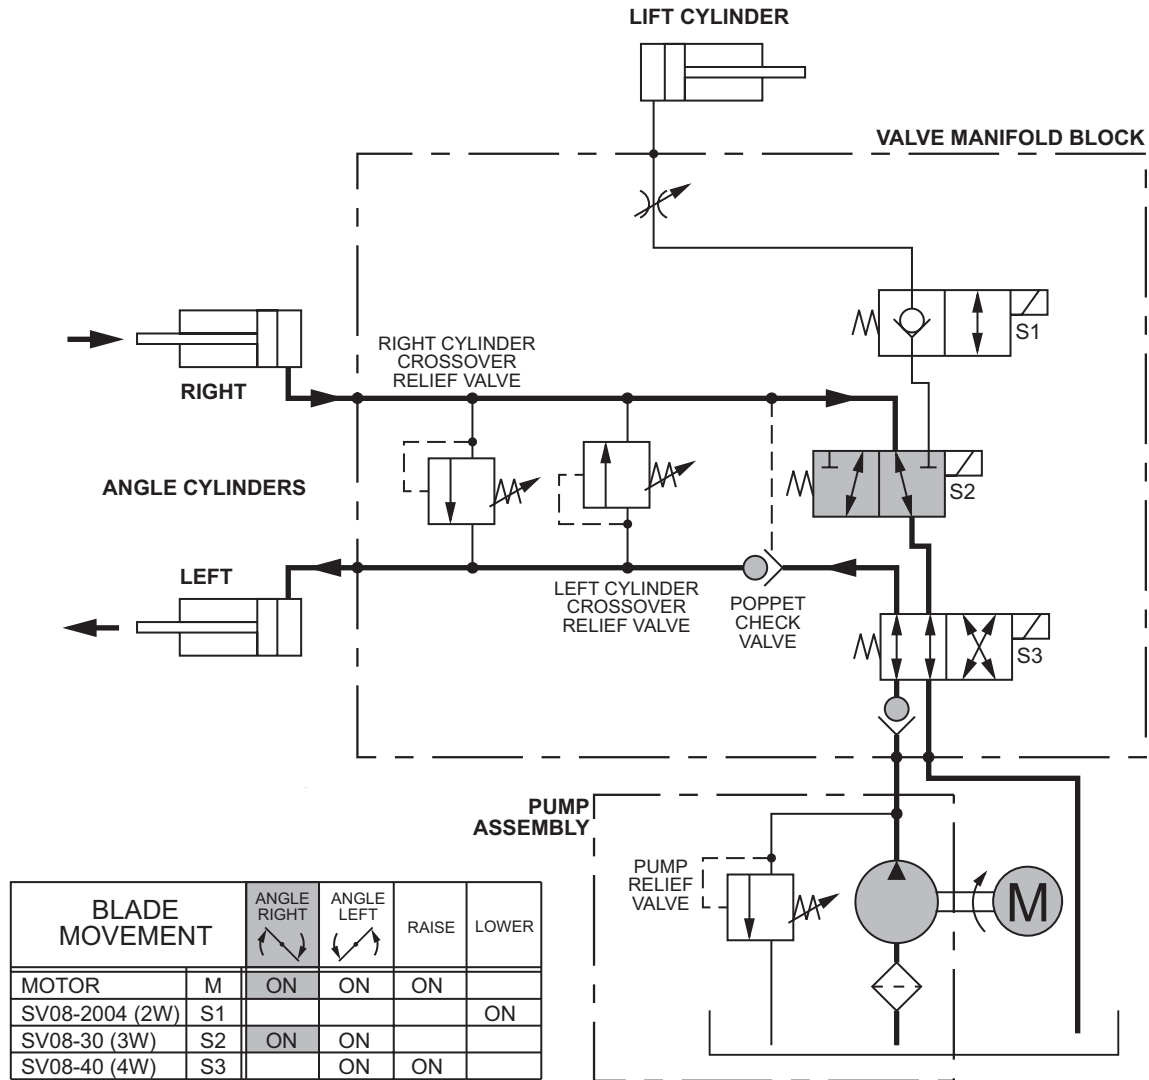 LIFT CYLINDER
VALVE MANIFOLD BLOCK
S1
RIGHT CYLINDER
CROSSOVER
RELIEF VALVE
RIGHT
ANGLE CYLINDERS
S2
LEFT
LEFT CYLINDER
CROSSOVER
RELIEF VALVE
POPPET
CHECK
VALVE
S3
PUMP
ASSEMBLY
PUMP
RELIEF
VALVE
M
BLADE
MOVEMENT
ANGLE
RIGHT
ANGLE
LEFT
RAISE
LOWER
MOTOR M ON ON ON
SV08-2004 (2W) S1 ON
SV08-30 (3W) S2 ON ON
SV08-40 (4W) S3 ON ON